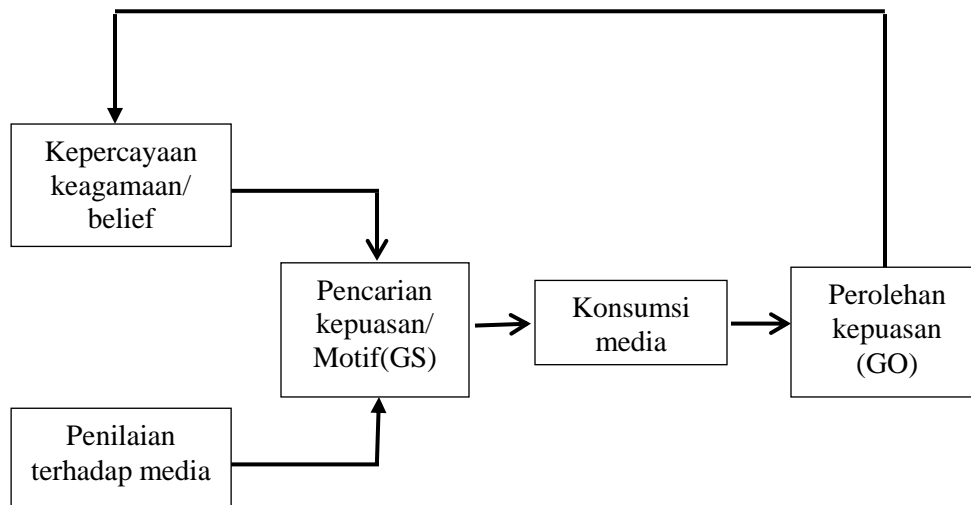 Kepercayaan
keagamaan/
belief
Pencarian
kepuasan/
Motif(GS)
Konsumsi
media
Perolehan
kepuasan
(GO)
Penilaian
terhadap media